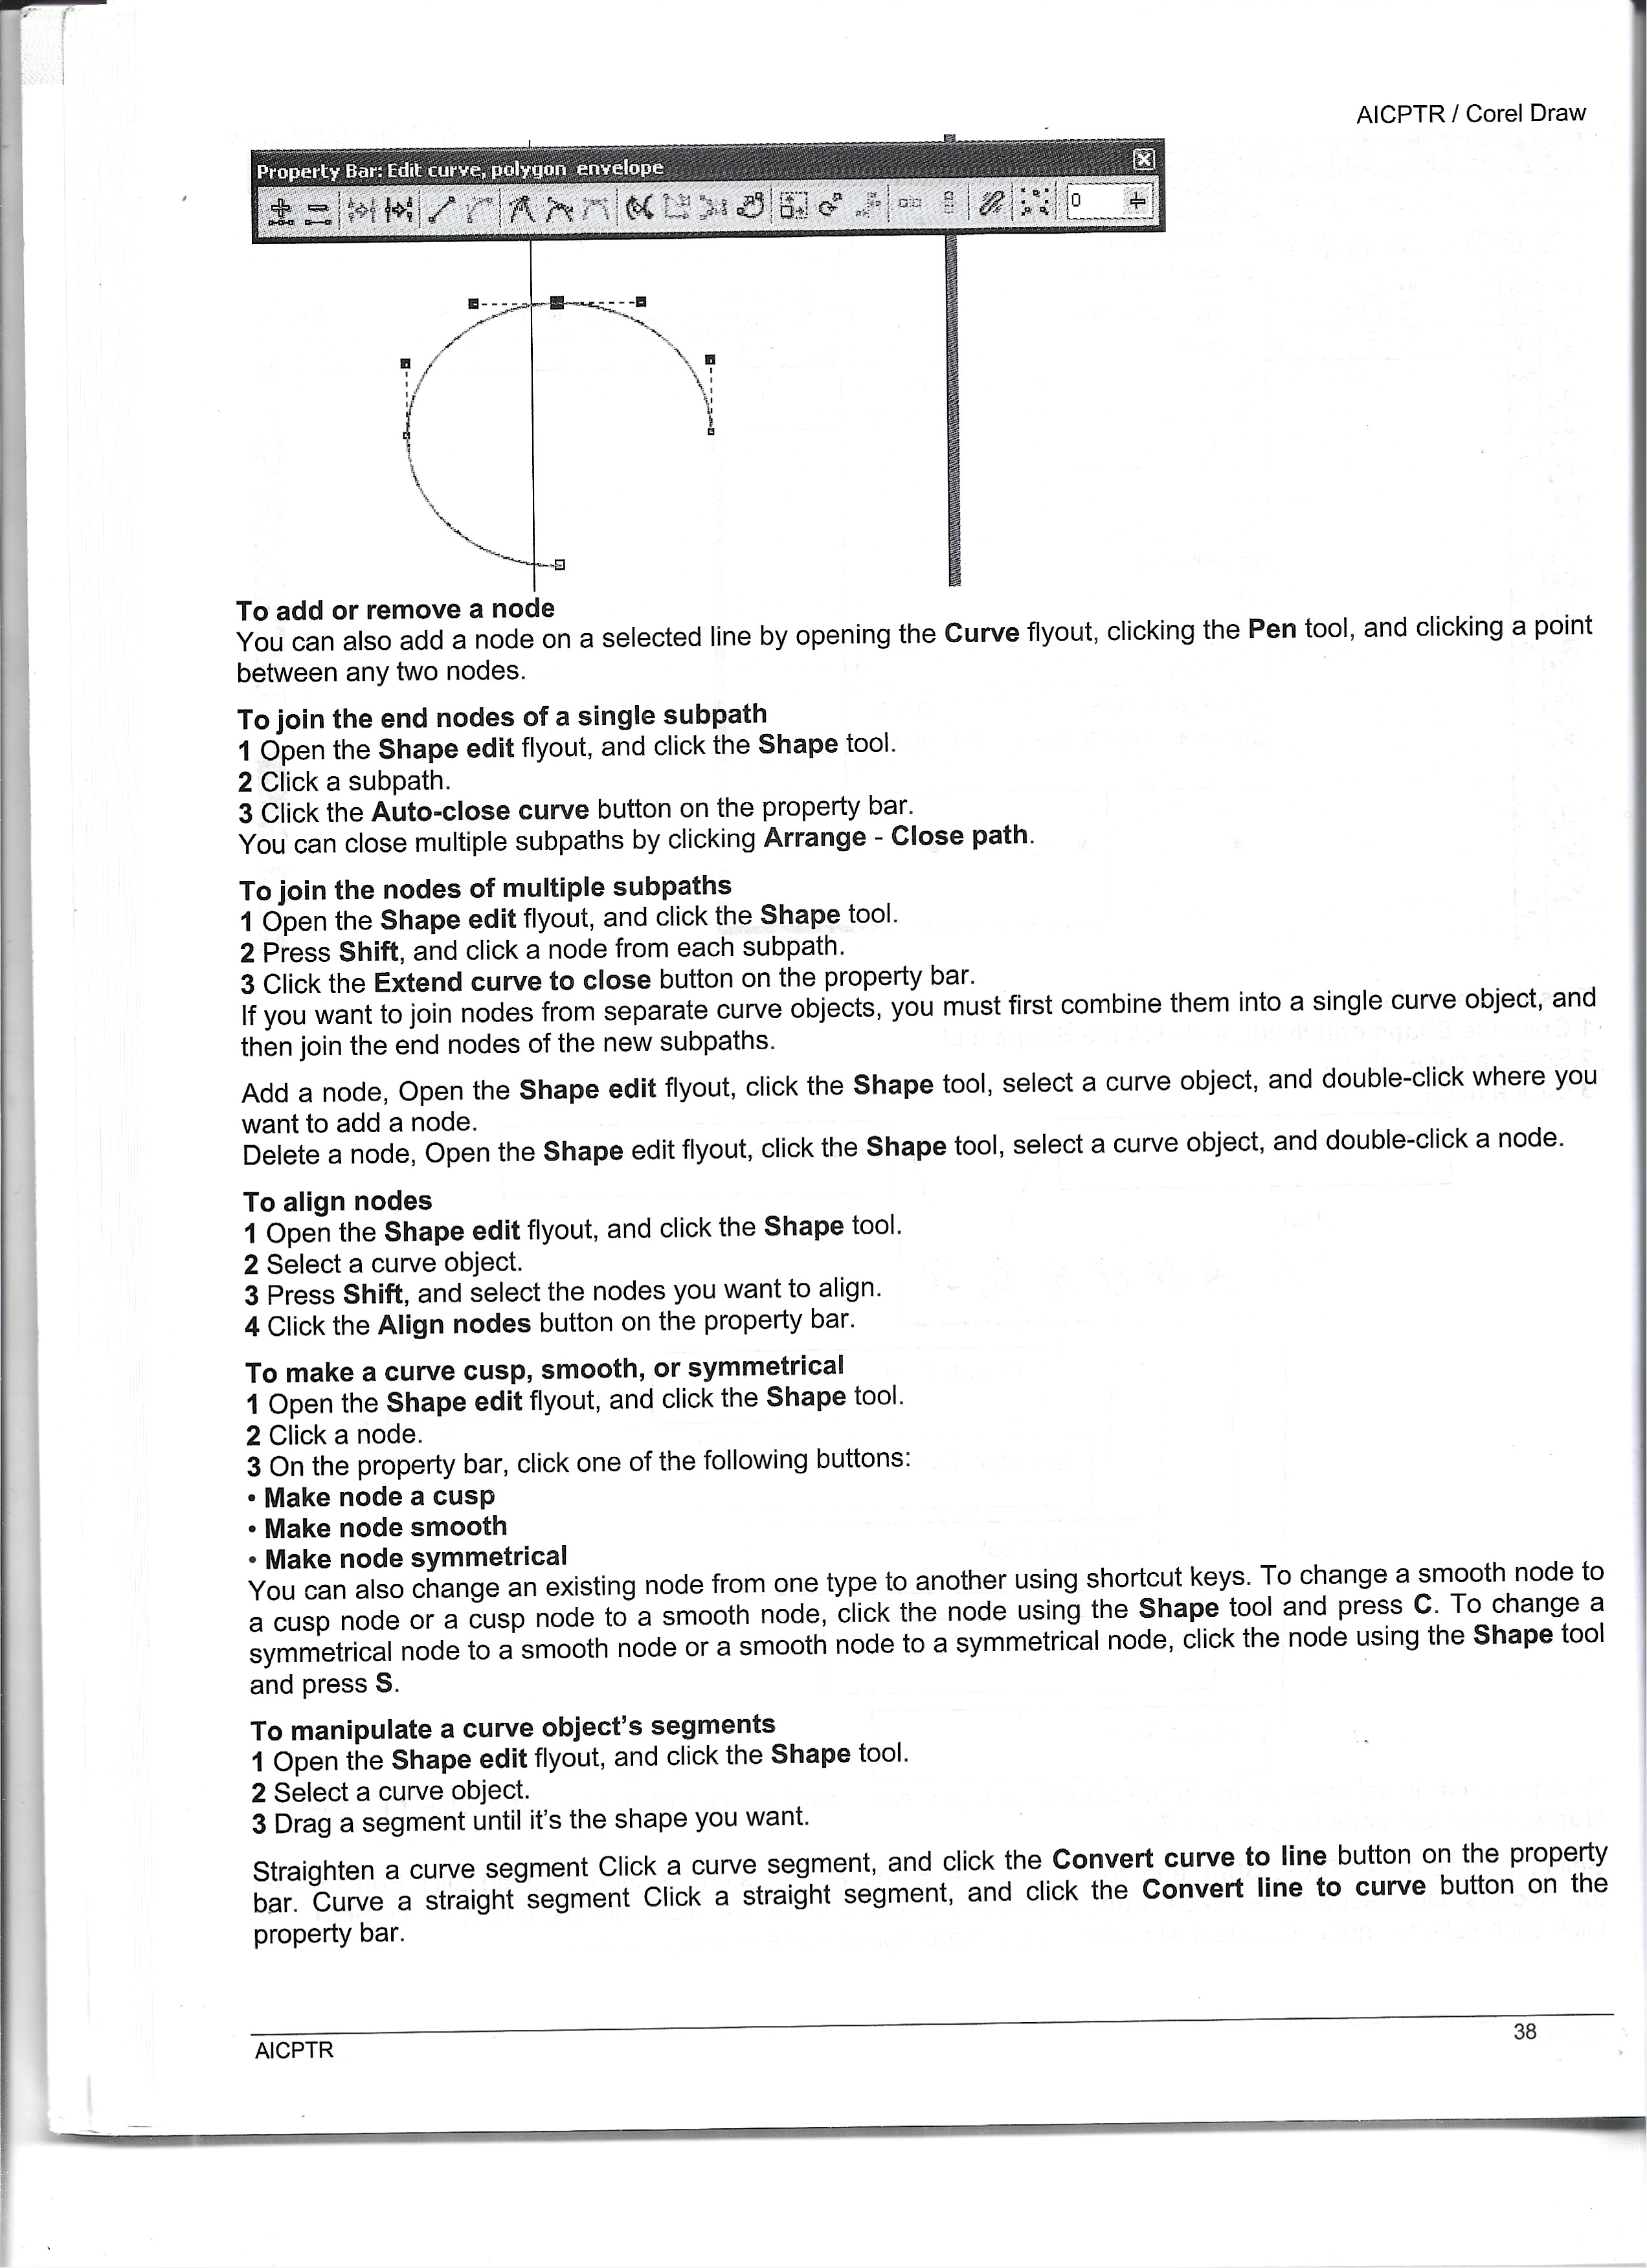 AICPTR / Corel Draw
Property Bar: Edit curve, polygon envelope
0
To add or remove a node
You can also add a node on a selected line by opening the Curve flyout, clicking the Pen tool, and clicking a point
between any two nodes.
To join the end nodes of a single subpath
1 Open the Shape edit flyout, and click the Shape tool.
2 Click a subpath.
3 Click the Auto-close curve button on the property bar.
You can close multiple subpaths by clicking Arrange - Close path.
To join the nodes of multiple subpaths
1 Open the Shape edit flyout, and click the Shape tool.
2 Press Shift, and click a node from each subpath.
3 Click the Extend curve to close button on the property bar.
If you want to join nodes from separate curve objects, you must first combine them into a single curve object, and
then join the end nodes of the new subpaths.
Add a node, Open the Shape edit flyout, click the Shape tool, select a curve object, and double-click where you
want to add a node.
Delete a node, Open the Shape edit flyout, click the Shape tool, select a curve object, and double-click a node.
To align nodes
1 Open the Shape edit flyout, and click the Shape tool.
2 Select a curve object.
3 Press Shift, and select the nodes you want to align.
4 Click the Align nodes button on the property bar.
To make a curve cusp, smooth, or symmetrical
1 Open the Shape edit flyout, and click the Shape tool.
2 Click a node.
3 On the property bar, click one of the following buttons:
• Make node a cusp
• Make node smooth
• Make node symmetrical
You can also change an existing node from one type to another using shortcut keys. To change a smooth node to
a cusp node or a cusp node to a smooth node, click the node using the Shape tool and press C. To change a
symmetrical node to a smooth node or a smooth node to a symmetrical node, click the node using the Shape tool
and press S.
To manipulate a curve object's segments
1 Open the Shape edit flyout, and click the Shape tool.
2 Select a curve object.
3 Drag a segment until it's the shape you want.
Straighten a curve segment Click a curve segment, and click the Convert curve to line button on the property
bar. Curve a straight segment Click a straight segment, and click the Convert line to curve button on the
property bar.
AICPTR
38